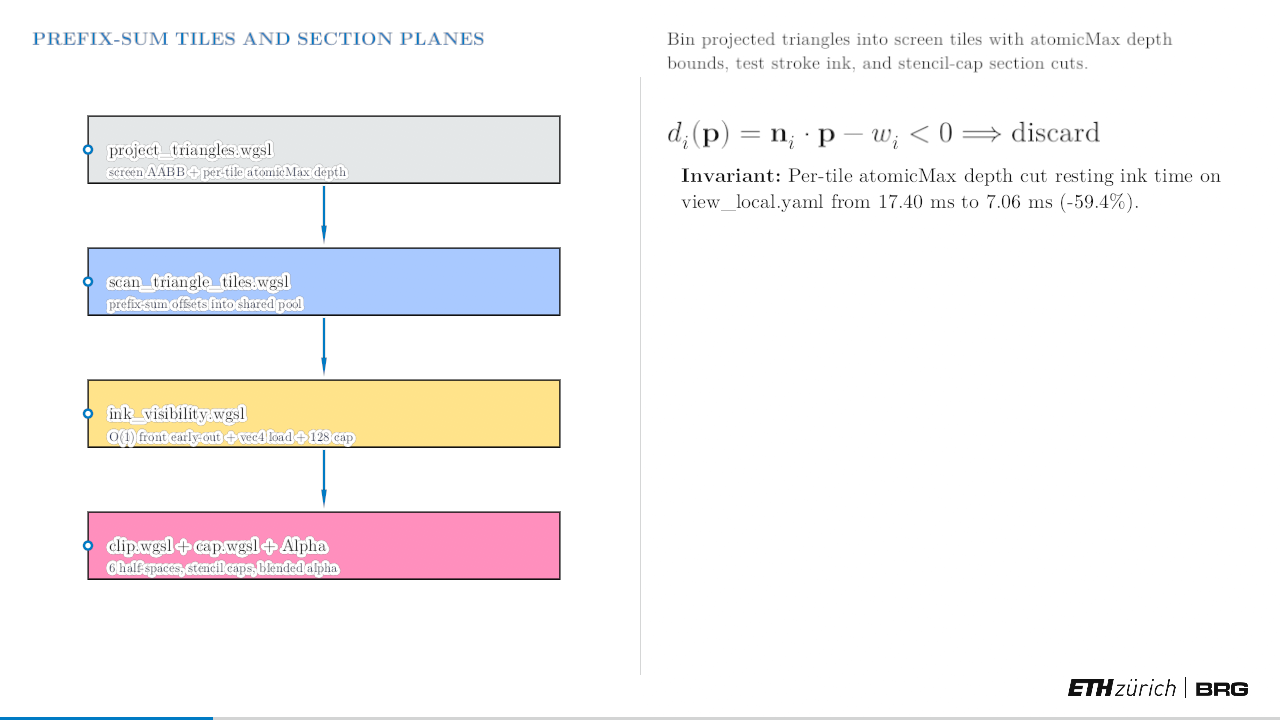 PREFIX-SUM TILES AND SECTION PLANES
project_triangles.wgsl
screen AABB + per-tile atomicMax depth
scan_triangle_tiles.wgsl
prefix-sum offsets into shared pool
ink_visibility.wgsl
O(1) front early-out + vec4 load + 128 cap
clip.wgsl + cap.wgsl + Alpha
6 half-spaces, stencil caps, blended alpha
Bin projected triangles into screen tiles with atomicMax depth
bounds, test stroke ink, and stencil-cap section cuts.
d_i(p) = n_i · p − w_i < 0 ⟹ discard
Invariant: Per-tile atomicMax depth cut resting ink time on
view_local.yaml from 17.40 ms to 7.06 ms (-59.4%).
ETH zürich | BRG